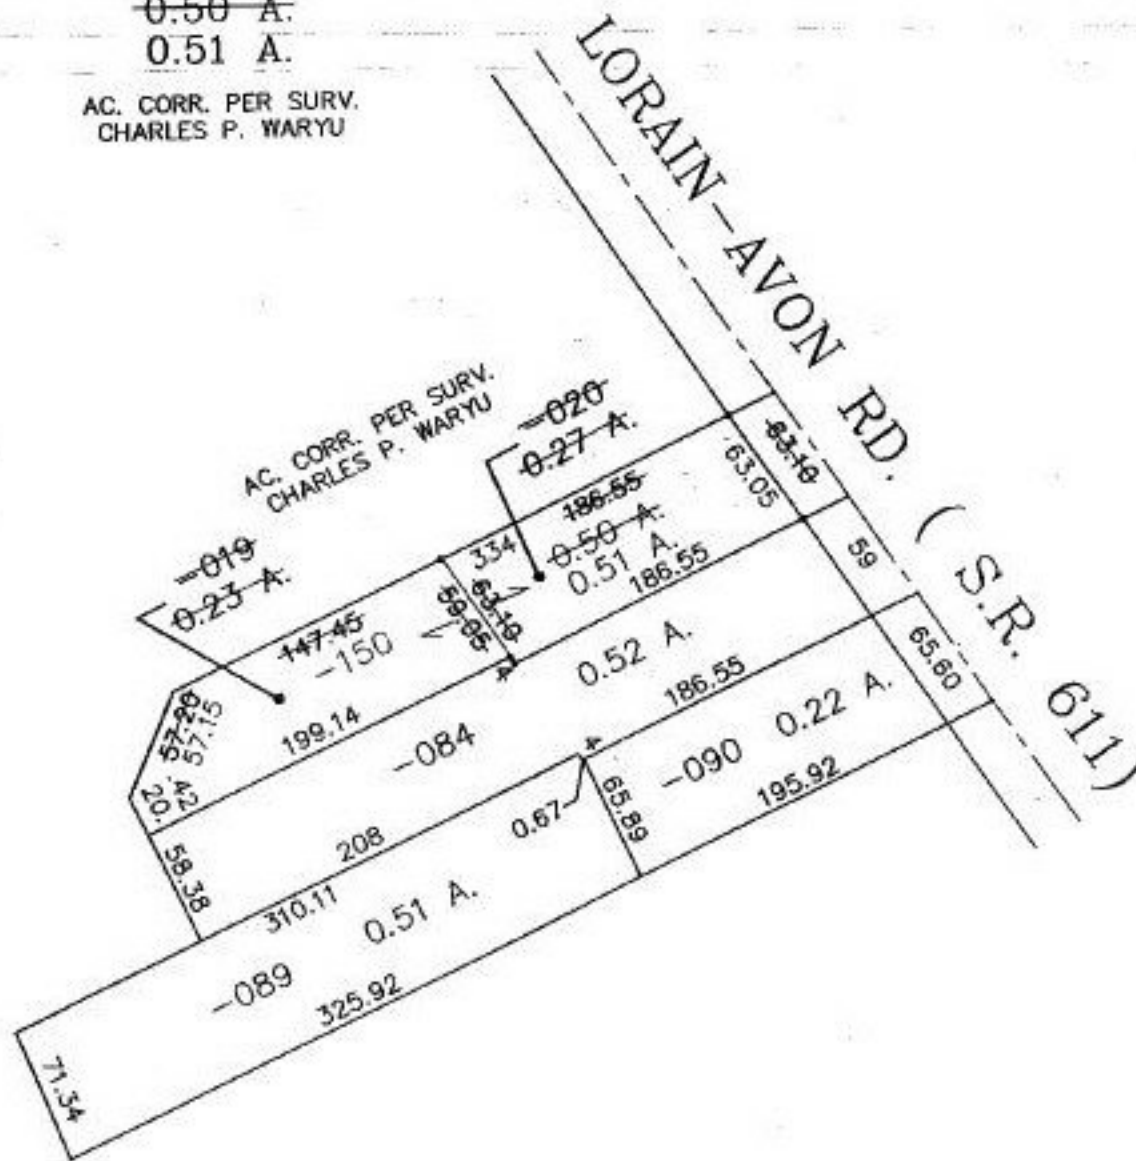 0.50 A.
0.51 A.
AC. CORR. PER SURV.
CHARLES P. WARYU
LORAIN-AVON RD. ( S.R. 611)
AC. CORR. PER SURV.
CHARLES P. WARYU
-020
0.27 A.
-019
0.23 A.
186.55
334
0.50 A.
0.51 A.
186.55
63.10
63.05
63.10
59.05
147.45
-150
57.20
57.15
20.42
199.14
59
0.52 A.
186.55
-084
65.60
-090 0.22 A.
195.92
65.89
0.67
58.38
208
310.11
0.51 A.
-089
325.92
71.34